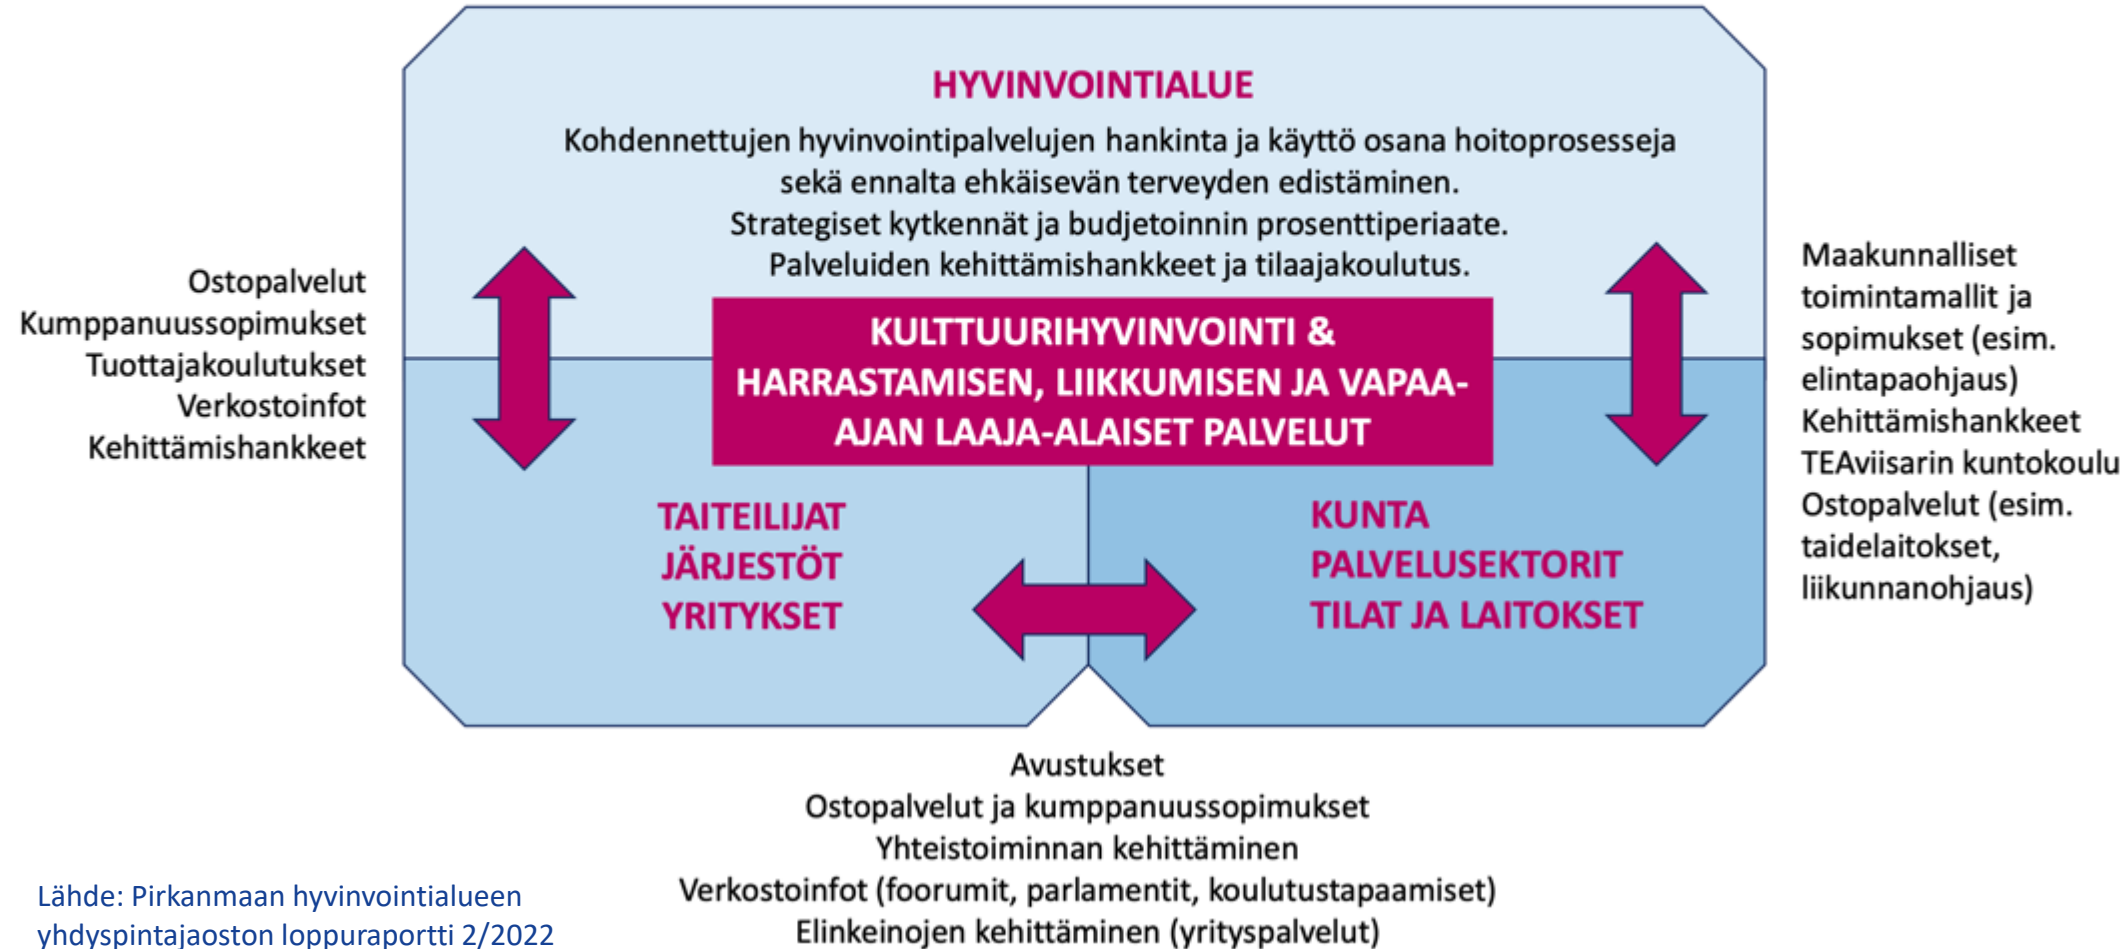 HYVINVOINTIALUE
Kohdennettujen hyvinvointipalvelujen hankinta ja käyttö osana hoitoprosesseja
sekä ennalta ehkäisevän terveyden edistäminen.
Strategiset kytkennät ja budjetoinnin prosenttiperiaate.
Palveluiden kehittämishankkeet ja tilaajakoulutus.
Ostopalvelut
Kumppanuussopimukset
Tuottajakoulutukset
Verkostoinfot
Kehittämishankkeet
KULTTUURIHYVINVOINTI &
HARRASTAMISEN, LIIKKUMISEN JA VAPAA-
AJAN LAAJA-ALAISET PALVELUT
Maakunnalliset
toimintamallit ja
sopimukset (esim.
elintapaohjaus)
Kehittämishankkeet
TEAviisarin kuntokoulu
Ostopalvelut (esim.
taidelaitokset,
liikunnanohjaus)
TAITEILIJAT
JÄRJESTÖT
YRITYKSET
KUNTA
PALVELUSEKTORIT
TILAT JA LAITOKSET
Avustukset
Ostopalvelut ja kumppanuussopimukset
Yhteistoiminnan kehittäminen
Verkostoinfot (foorumit, parlamentit, koulutustapaamiset)
Elinkeinojen kehittäminen (yrityspalvelut)
Lähde: Pirkanmaan hyvinvointialueen
yhdyspintajaoston loppuraportti 2/2022